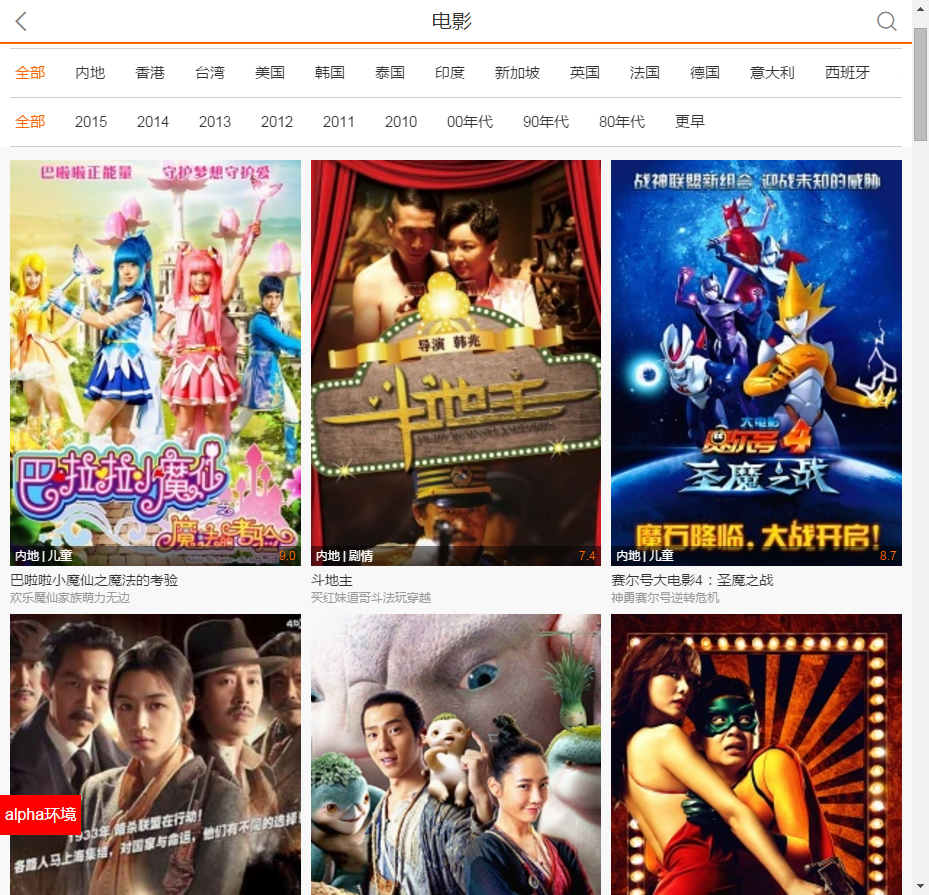 电影
全部 内地 香港 台湾 美国 韩国 泰国 印度 新加坡 英国 法国 德国 意大利 西班牙
全部 2015 2014 2013 2012 2011 2010 00年代 90年代 80年代 更早
巴啦啦正能量 守护梦想守护爱
巴啦啦小魔仙
之
魔法的考验
内地 | 儿童 9.0
巴啦啦小魔仙之魔法的考验
欢乐魔仙家族萌力无边
导演 韩兆
斗地主
内地 | 剧情 7.4
斗地主
买红妹道哥斗法玩穿越
战神联盟新组合 迎战未知的威胁
大电影
赛尔号4
圣魔之战
魔石降临，大战开启！
内地 | 儿童 8.7
赛尔号大电影4：圣魔之战
神勇赛尔号逆转危机
1933年，暗杀联盟在行动！
各路人马上海集结，对国家与命运，他们有不同的选择！
alpha环境